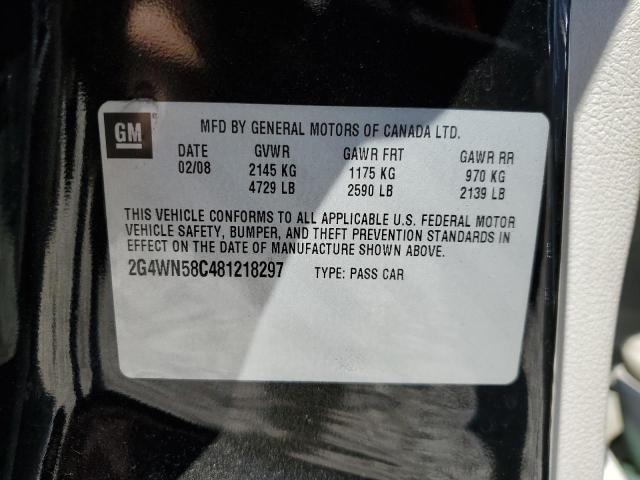 GM
MFD BY GENERAL MOTORS OF CANADA LTD.
DATE GVWR GAWR FRT GAWR RR
02/08 2145 KG 1175 KG 970 KG
4729 LB 2590 LB 2139 LB
THIS VEHICLE CONFORMS TO ALL APPLICABLE U.S. FEDERAL MOTOR
VEHICLE SAFETY, BUMPER, AND THEFT PREVENTION STANDARDS IN
EFFECT ON THE DATE OF MANUFACTURE SHOWN ABOVE.
2G4WN58C481218297 TYPE: PASS CAR